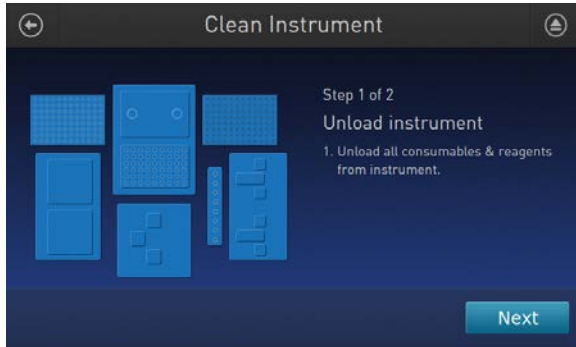 Clean Instrument
Step 1 of 2
Unload instrument
1. Unload all consumables & reagents
from instrument.
Next